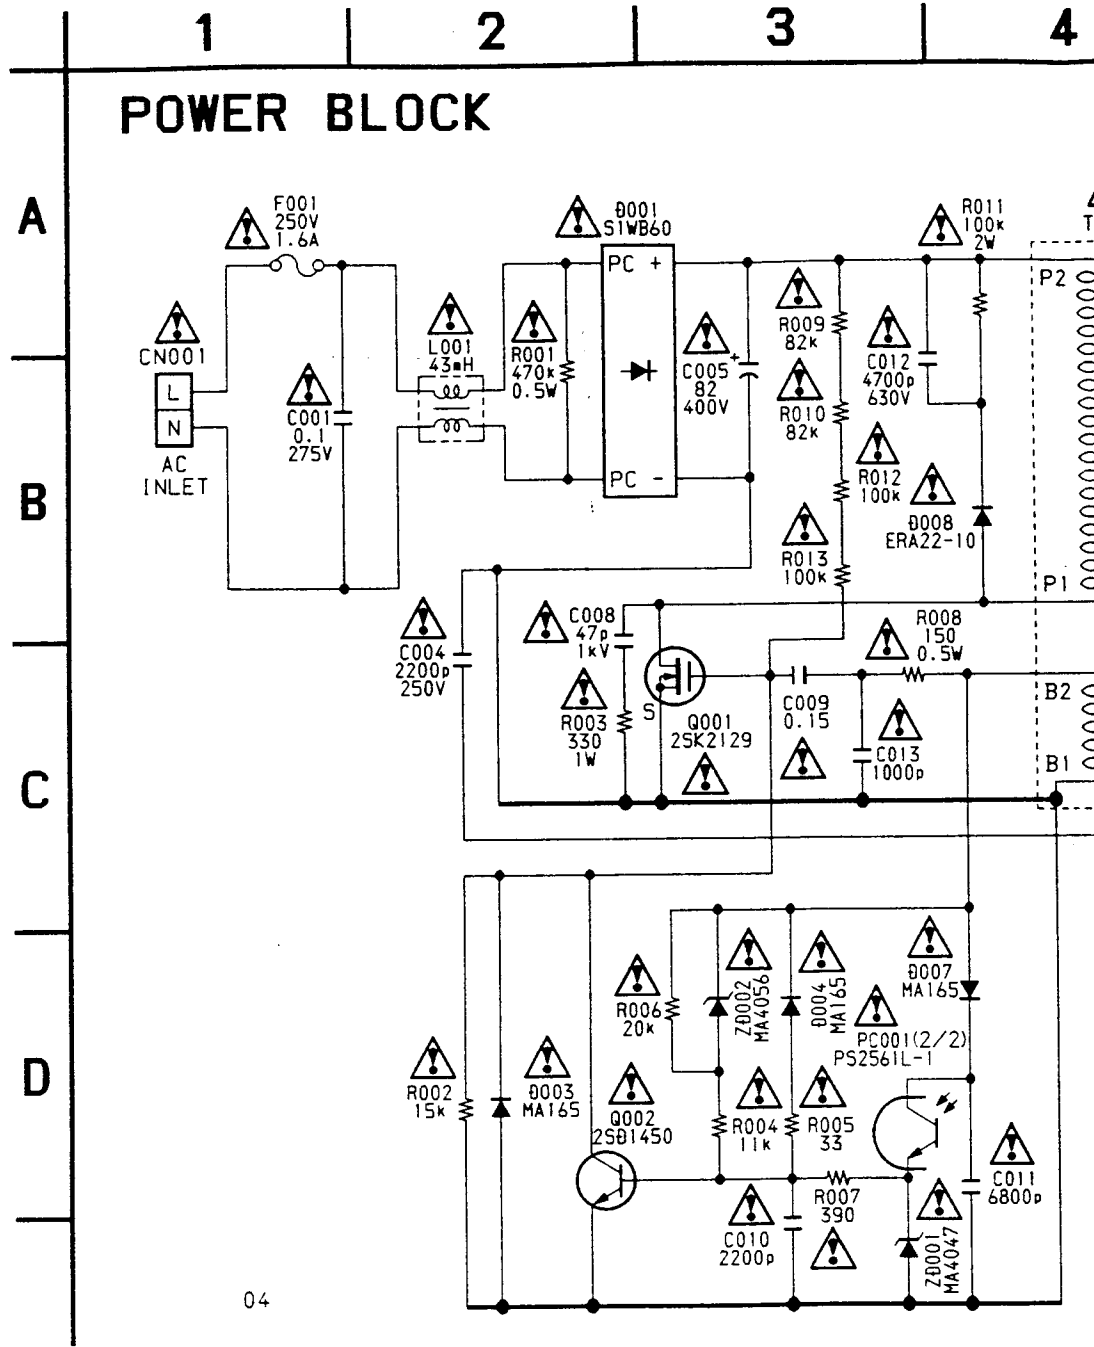 1 2 3 4
POWER BLOCK
A
B
C
D
F001
250V
1.6A
D001
S1WB60
R011
100k
2W
T
PC +
P2
CN001
L
N
AC
INLET
C001
0.1
275V
L001
43mH
R001
470k
0.5W
C005
82
400V
+
R009
82k
R010
82k
C012
4700p
630V
R012
100k
PC -
R013
100k
D008
ERA22-10
P1
C004
2200p
250V
C008
47p
1kV
R008
150
0.5W
R003
330
1W
S
Q001
2SK2129
C009
0.15
C013
1000p
B2
B1
R006
20k
ZD002
MA4056
D004
MA165
D007
MA165
PC001(2/2)
PS2561L-1
R002
15k
D003
MA165
Q002
2SD1450
R004
11k
R005
33
C011
6800p
R007
390
C010
2200p
ZD001
MA4047
04